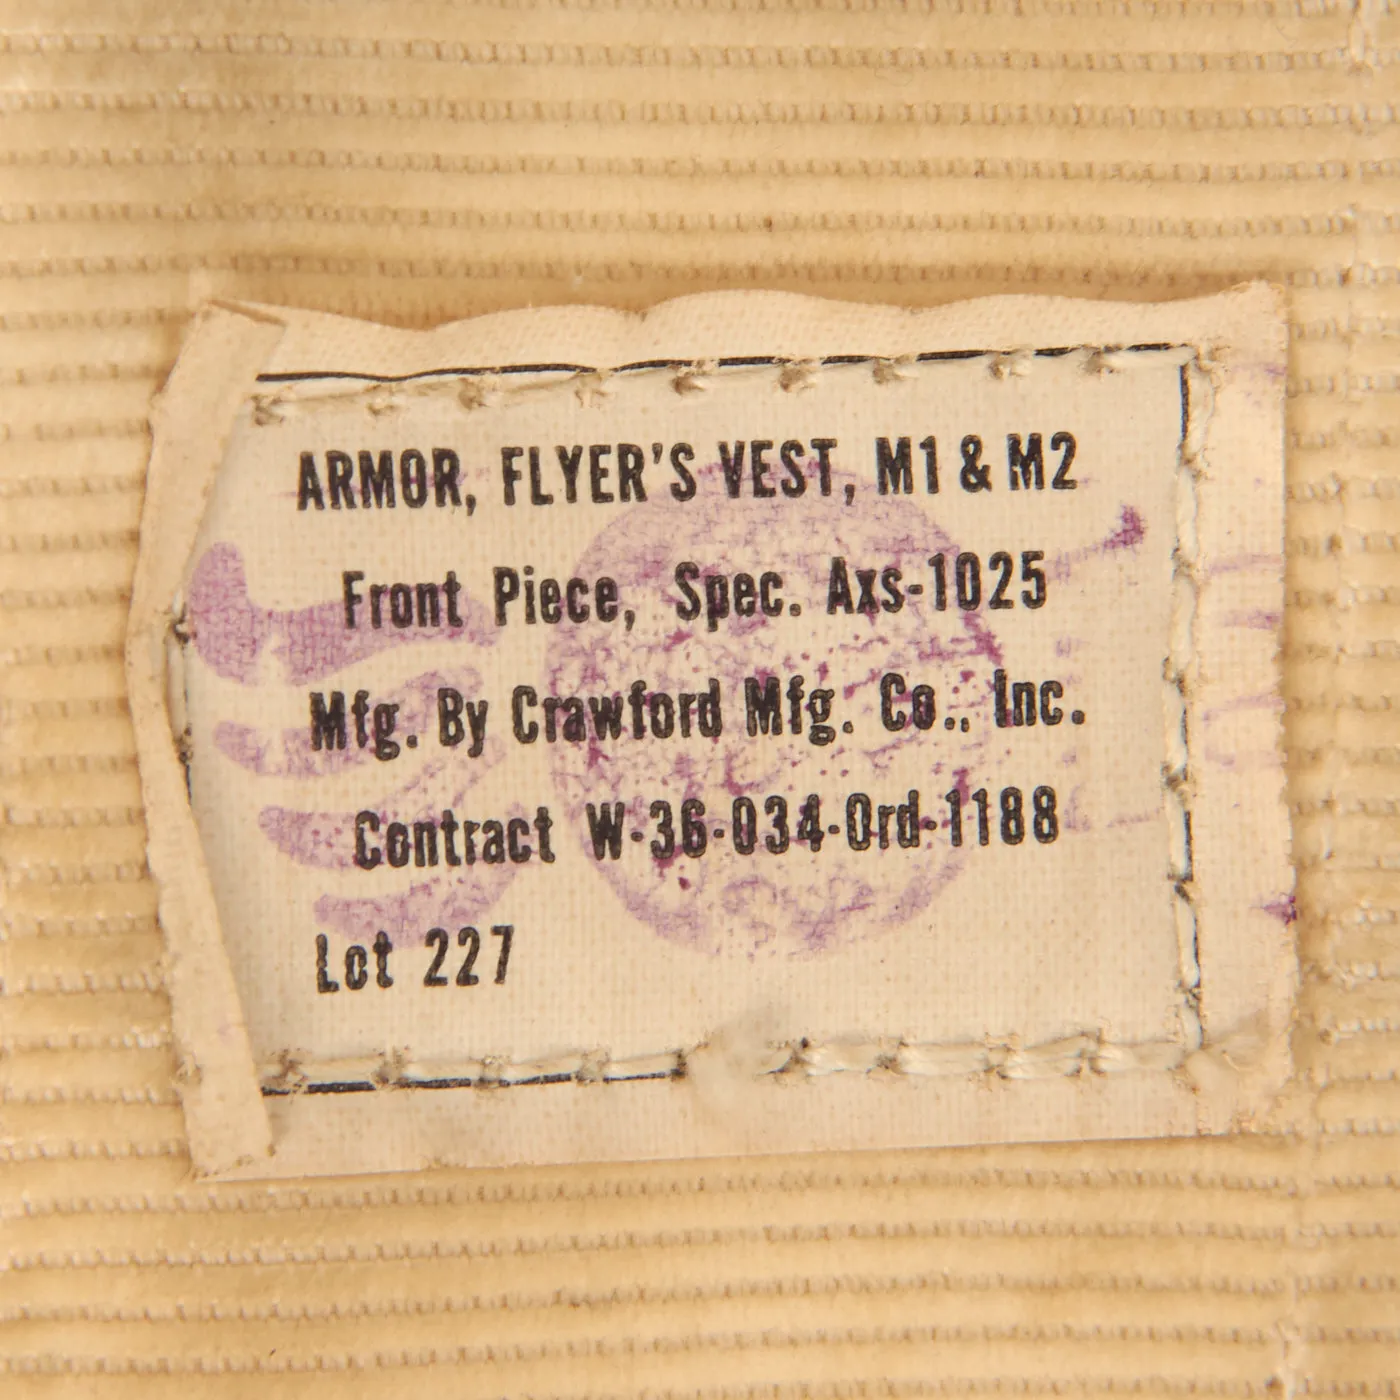 ARMOR, FLYER'S VEST, M1 & M2
Front Piece, Spec. Axs-1025
Mfg. By Crawford Mfg. Co., Inc.
Contract W-36-034-Ord-1188
Lot 227